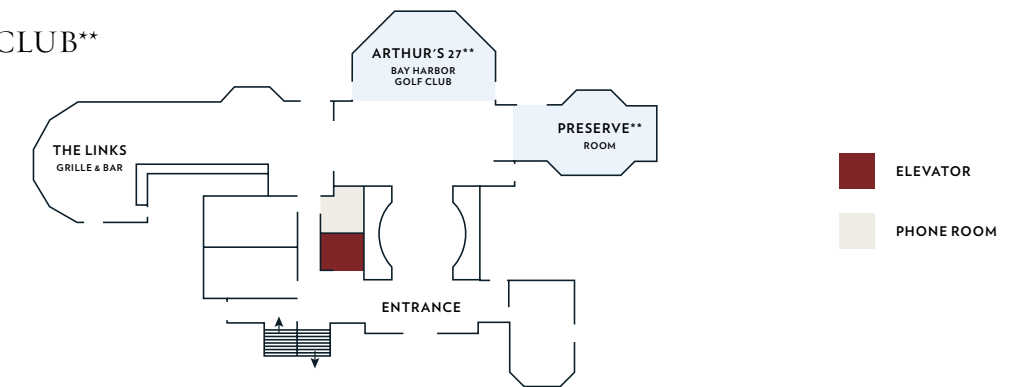 CLUB**
ARTHUR'S 27**
BAY HARBOR
GOLF CLUB
PRESERVE**
ROOM
THE LINKS
GRILLE & BAR
ELEVATOR
PHONE ROOM
ENTRANCE